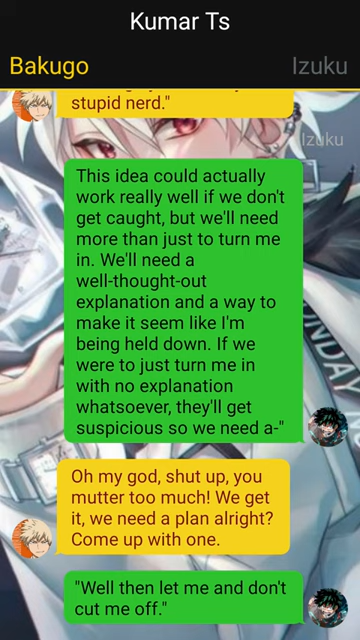 Kumar Ts
Bakugo
Izuku
stupid nerd."
Izuku
This idea could actually
work really well if we don't
get caught, but we'll need
more than just to turn me
in. We'll need a
well-thought-out
explanation and a way to
make it seem like I'm
being held down. If we
were to just turn me in
with no explanation
whatsoever, they'll get
suspicious so we need a-"
Oh my god, shut up, you
mutter too much! We get
it, we need a plan alright?
Come up with one.
"Well then let me and don't
cut me off."